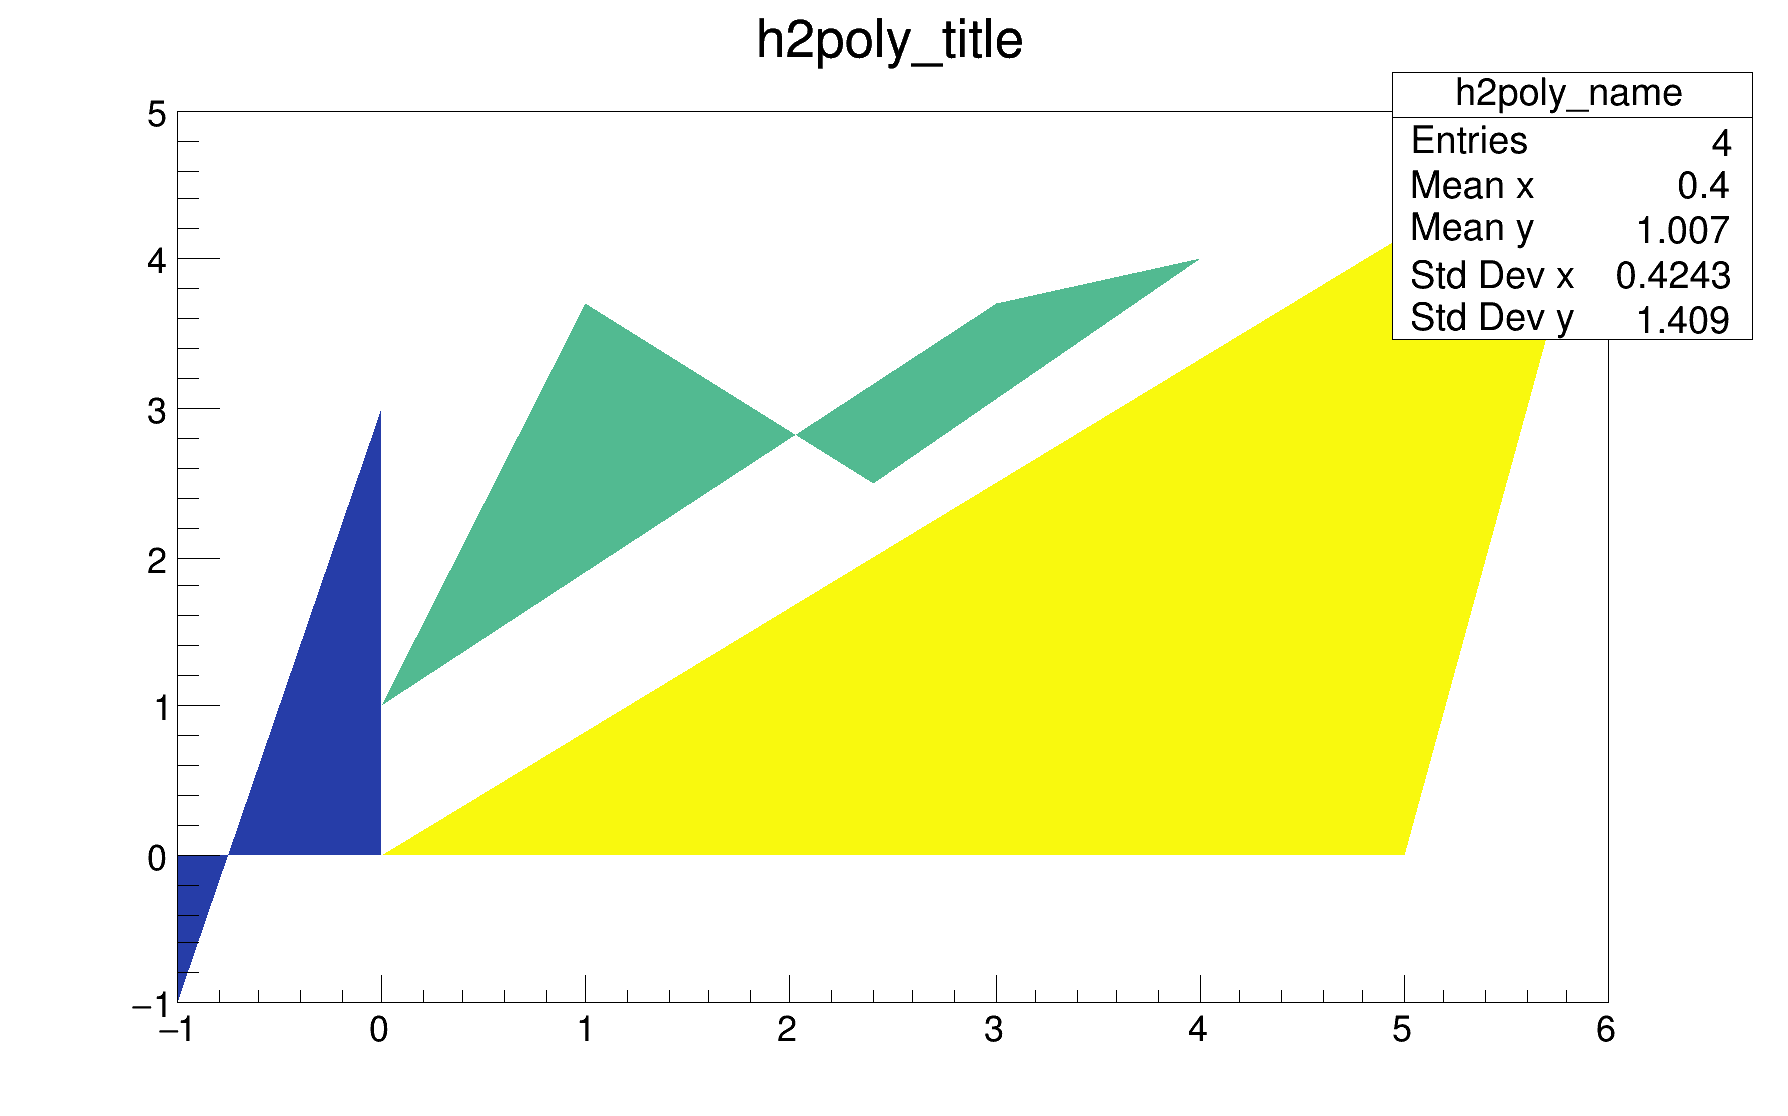 h2poly_title
h2poly_name
Entries 4
Mean x 0.4
Mean y 1.007
Std Dev x 0.4243
Std Dev y 1.409
5
4
3
2
1
0
−1
−1 0 1 2 3 4 5 6